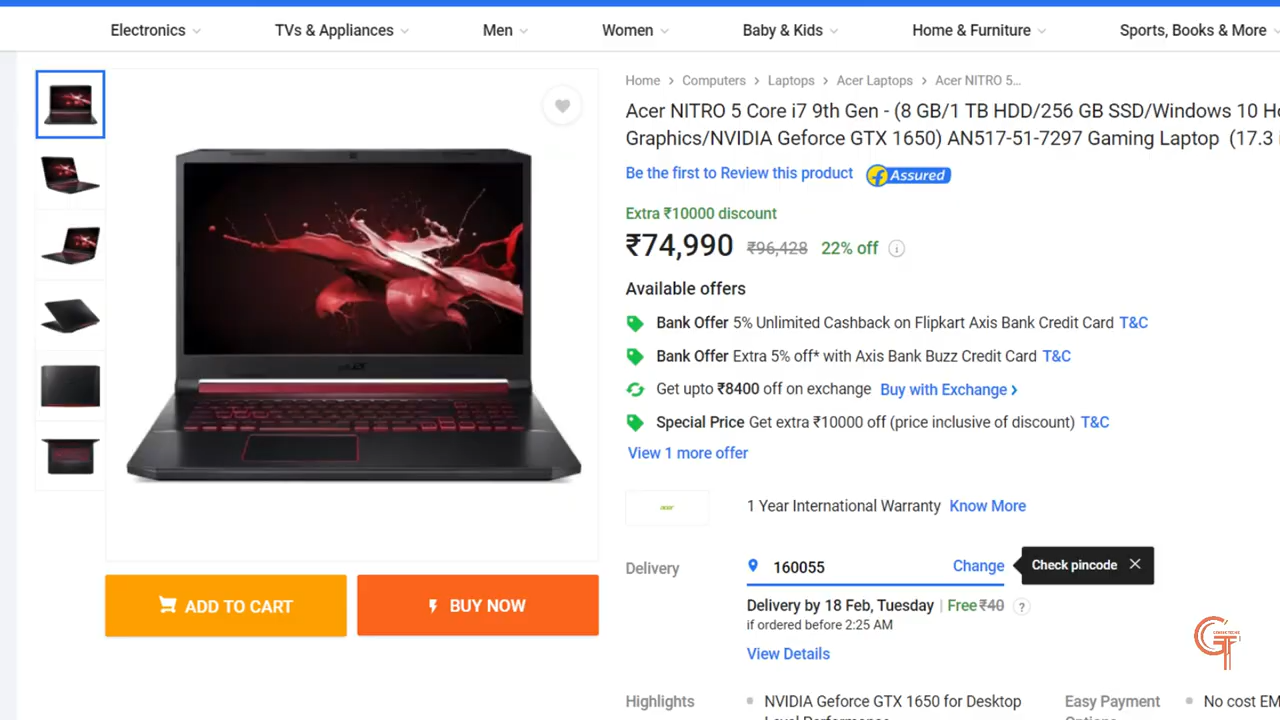 Electronics TVs & Appliances Men Women Baby & Kids Home & Furniture Sports, Books & More
Home > Computers > Laptops > Acer Laptops > Acer NITRO 5...
Acer NITRO 5 Core i7 9th Gen - (8 GB/1 TB HDD/256 GB SSD/Windows 10 Ho
Graphics/NVIDIA Geforce GTX 1650) AN517-51-7297 Gaming Laptop (17.3 i
Be the first to Review this product f Assured
Extra ₹10000 discount
₹74,990 ₹96,428 22% off
Available offers
Bank Offer 5% Unlimited Cashback on Flipkart Axis Bank Credit Card T&C
Bank Offer Extra 5% off* with Axis Bank Buzz Credit Card T&C
Get upto ₹8400 off on exchange Buy with Exchange >
Special Price Get extra ₹10000 off (price inclusive of discount) T&C
View 1 more offer
acer 1 Year International Warranty Know More
Delivery 160055 Change Check pincode
ADD TO CART BUY NOW
Delivery by 18 Feb, Tuesday | Free ₹40 ?
if ordered before 2:25 AM
View Details
Highlights NVIDIA Geforce GTX 1650 for Desktop Easy Payment No cost EM
Level Performance Options